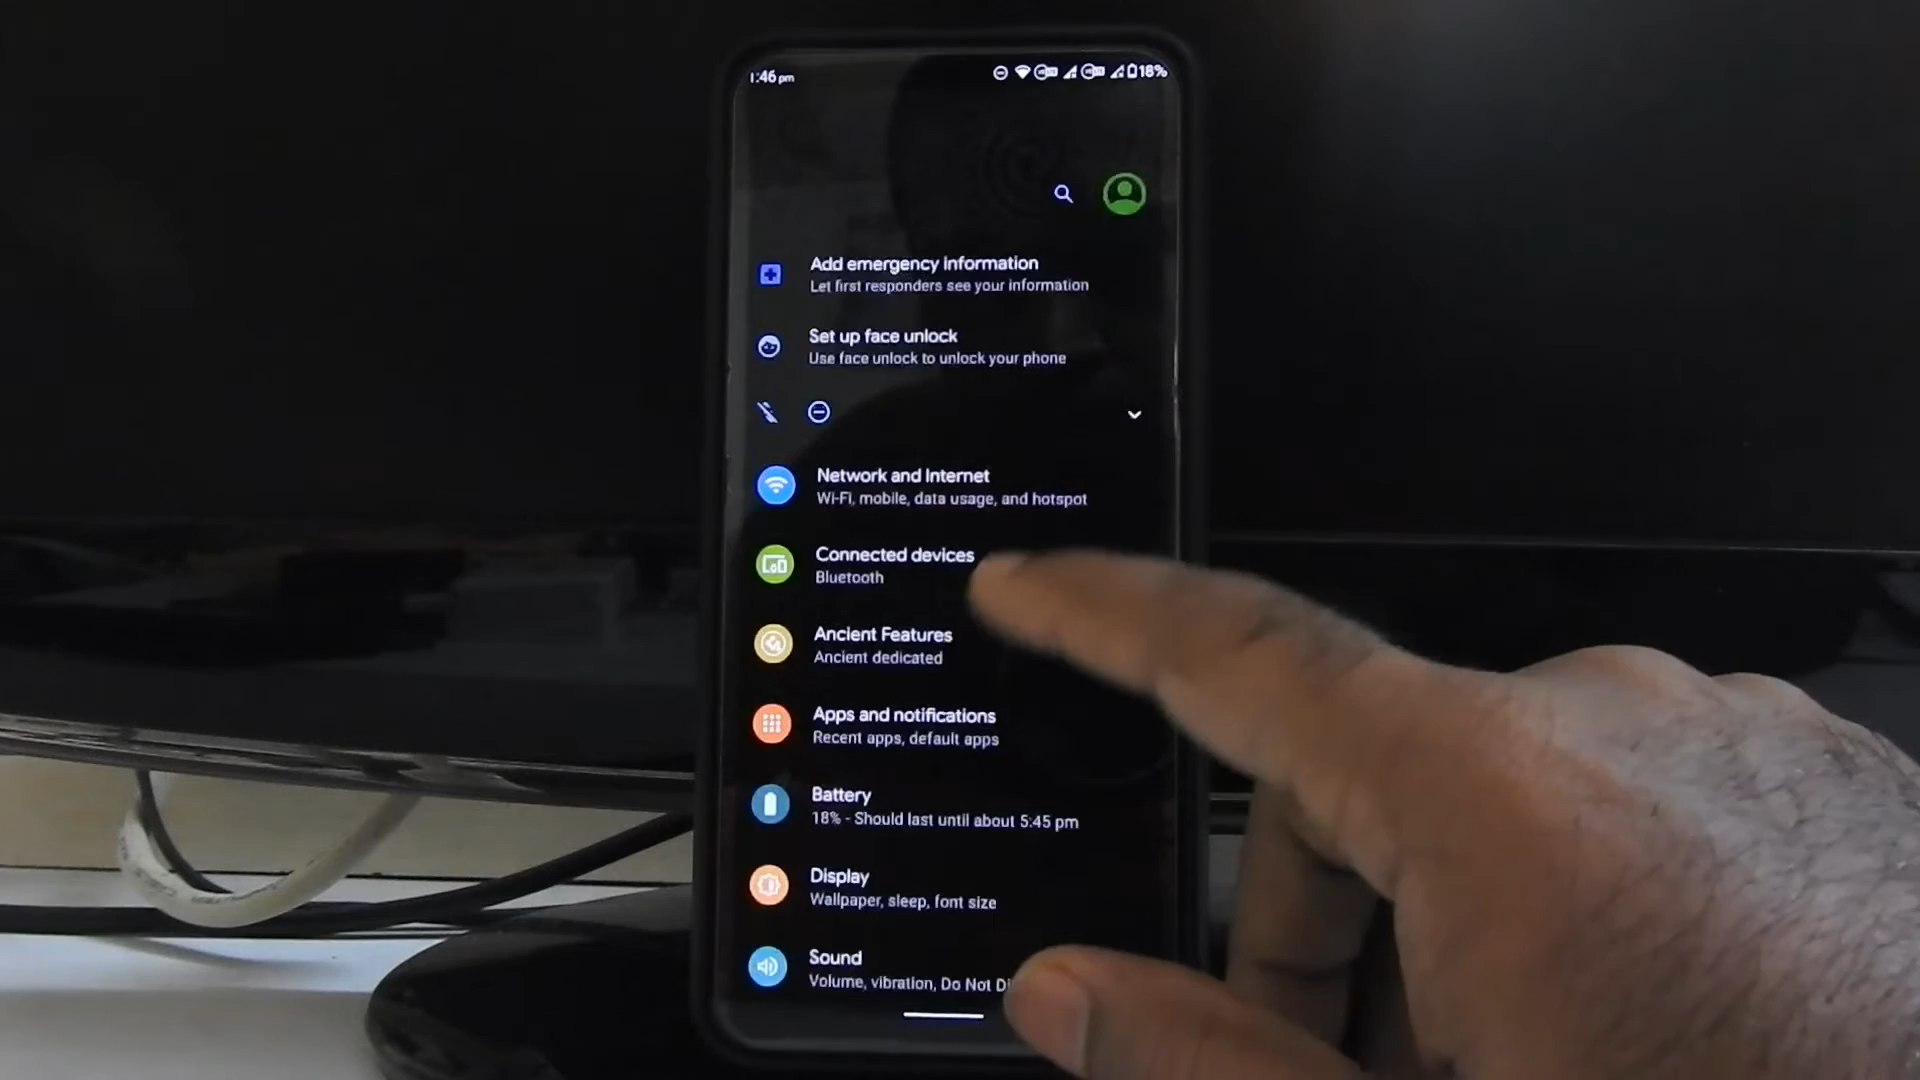 1:46 pm
18%
Add emergency information
Let first responders see your information
Set up face unlock
Use face unlock to unlock your phone
Network and Internet
Wi-Fi, mobile, data usage, and hotspot
Connected devices
Bluetooth
Ancient Features
Ancient dedicated
Apps and notifications
Recent apps, default apps
Battery
18% - Should last until about 5:45 pm
Display
Wallpaper, sleep, font size
Sound
Volume, vibration, Do Not